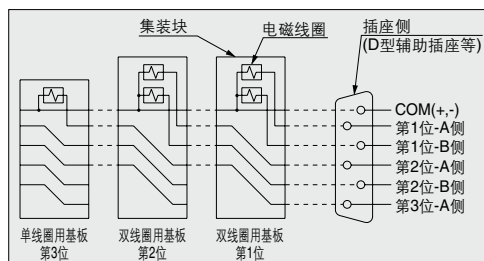 集装块
电磁线圈
插座侧
(D型辅助插座等)
COM(+,-)
第1位-A侧
第1位-B侧
第2位-A侧
第2位-B侧
第3位-A侧
单线圈用基板
第3位
双线圈用基板
第2位
双线圈用基板
第1位